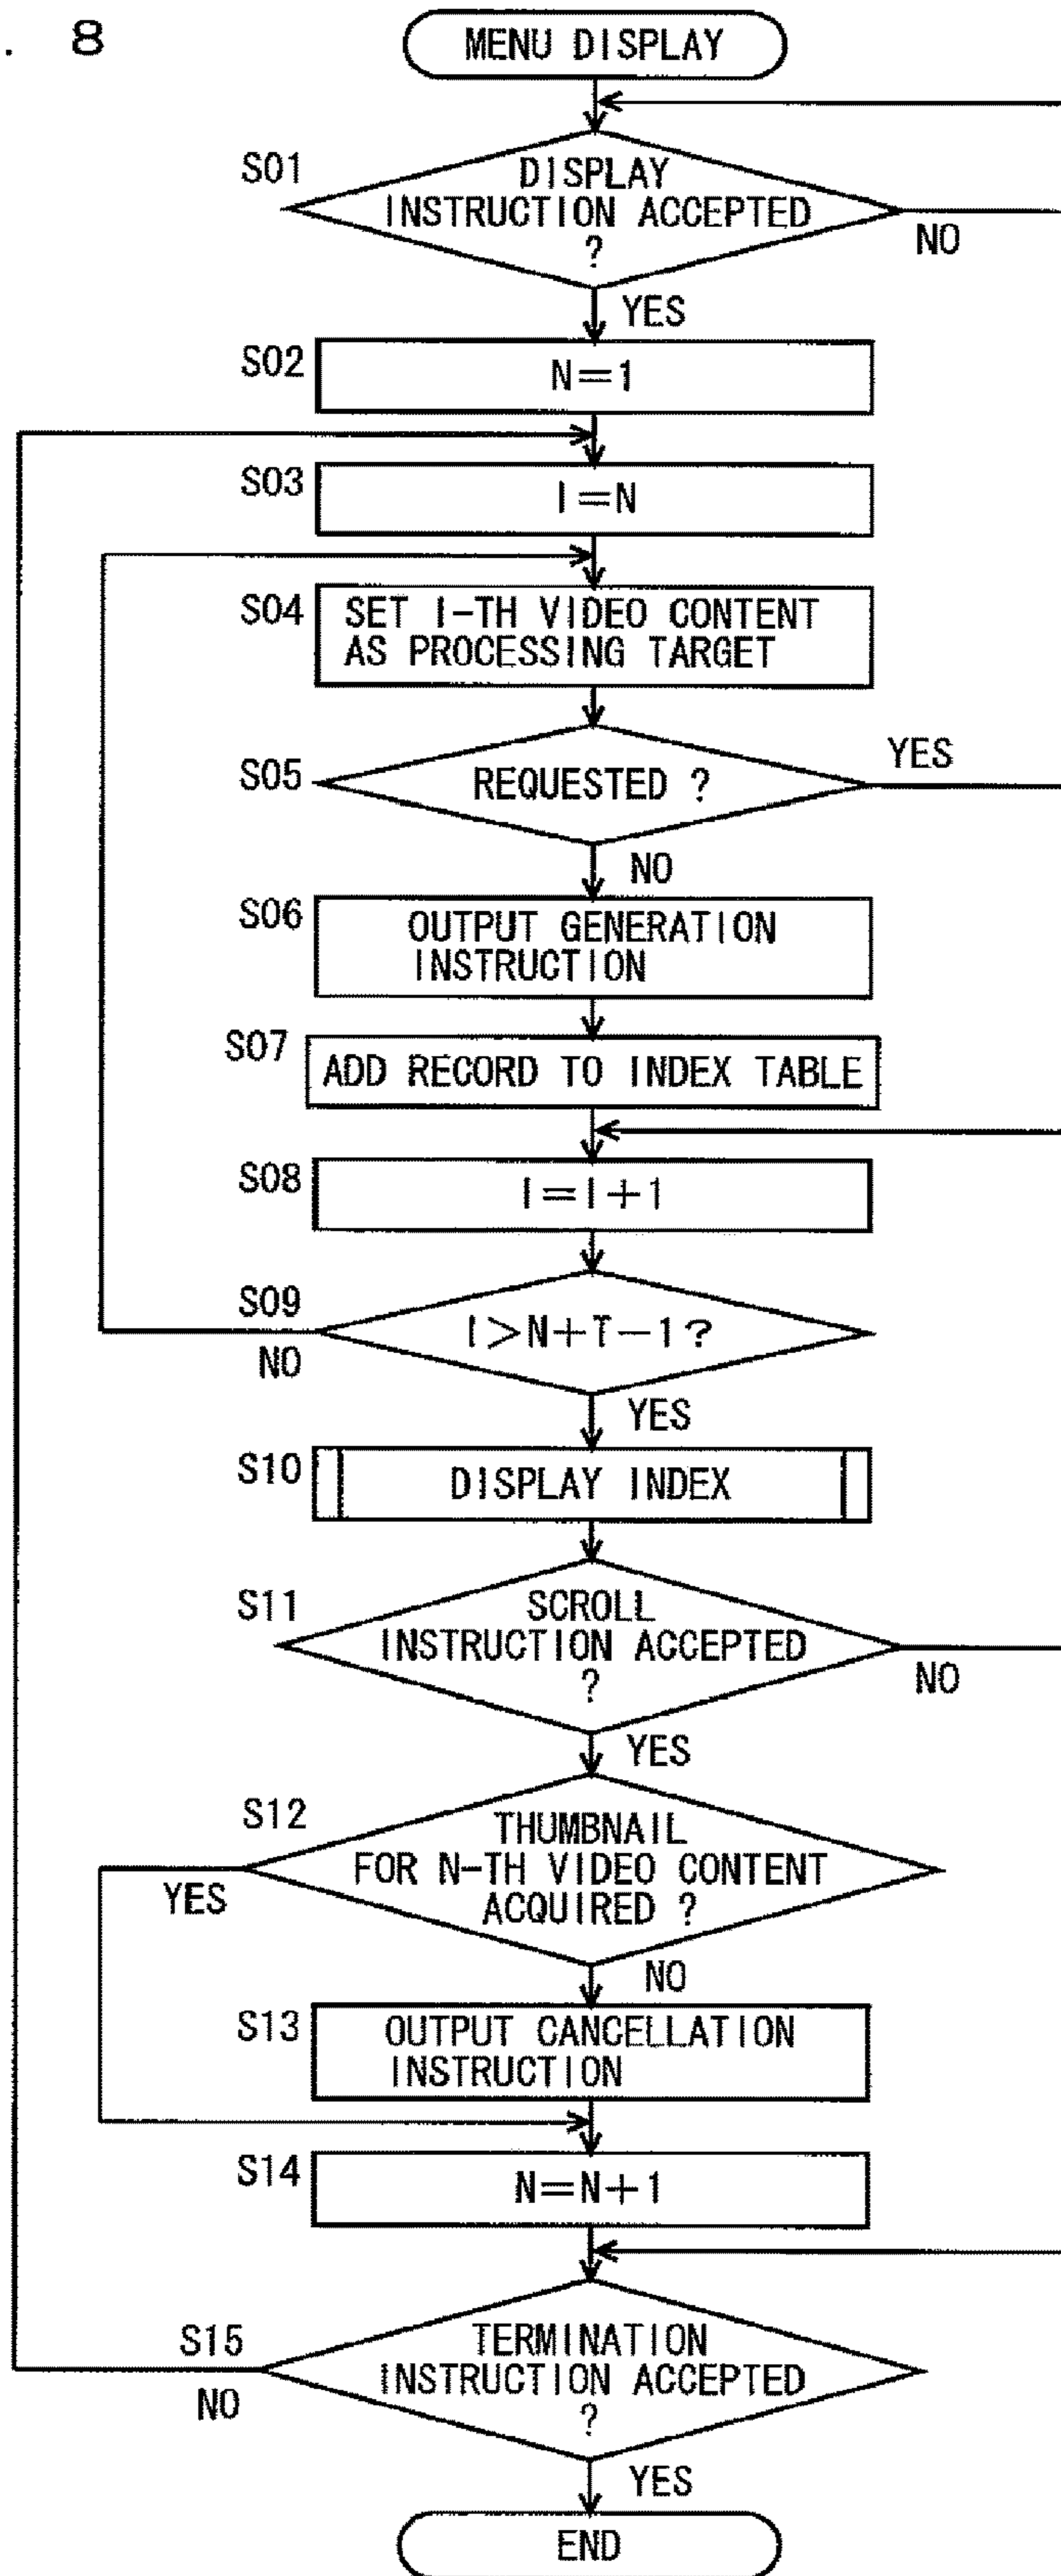 . 8
MENU DISPLAY
S01
DISPLAY
INSTRUCTION ACCEPTED
?
NO
YES
S02
N=1
S03
I=N
S04
SET I-TH VIDEO CONTENT
AS PROCESSING TARGET
S05
REQUESTED ?
YES
NO
S06
OUTPUT GENERATION
INSTRUCTION
S07
ADD RECORD TO INDEX TABLE
S08
I=I+1
S09
I>N+T-1?
NO
YES
S10
DISPLAY INDEX
S11
SCROLL
INSTRUCTION ACCEPTED
?
NO
YES
S12
THUMBNAIL
FOR N-TH VIDEO CONTENT
ACQUIRED ?
YES
NO
S13
OUTPUT CANCELLATION
INSTRUCTION
S14
N=N+1
S15
TERMINATION
INSTRUCTION ACCEPTED
?
NO
YES
END